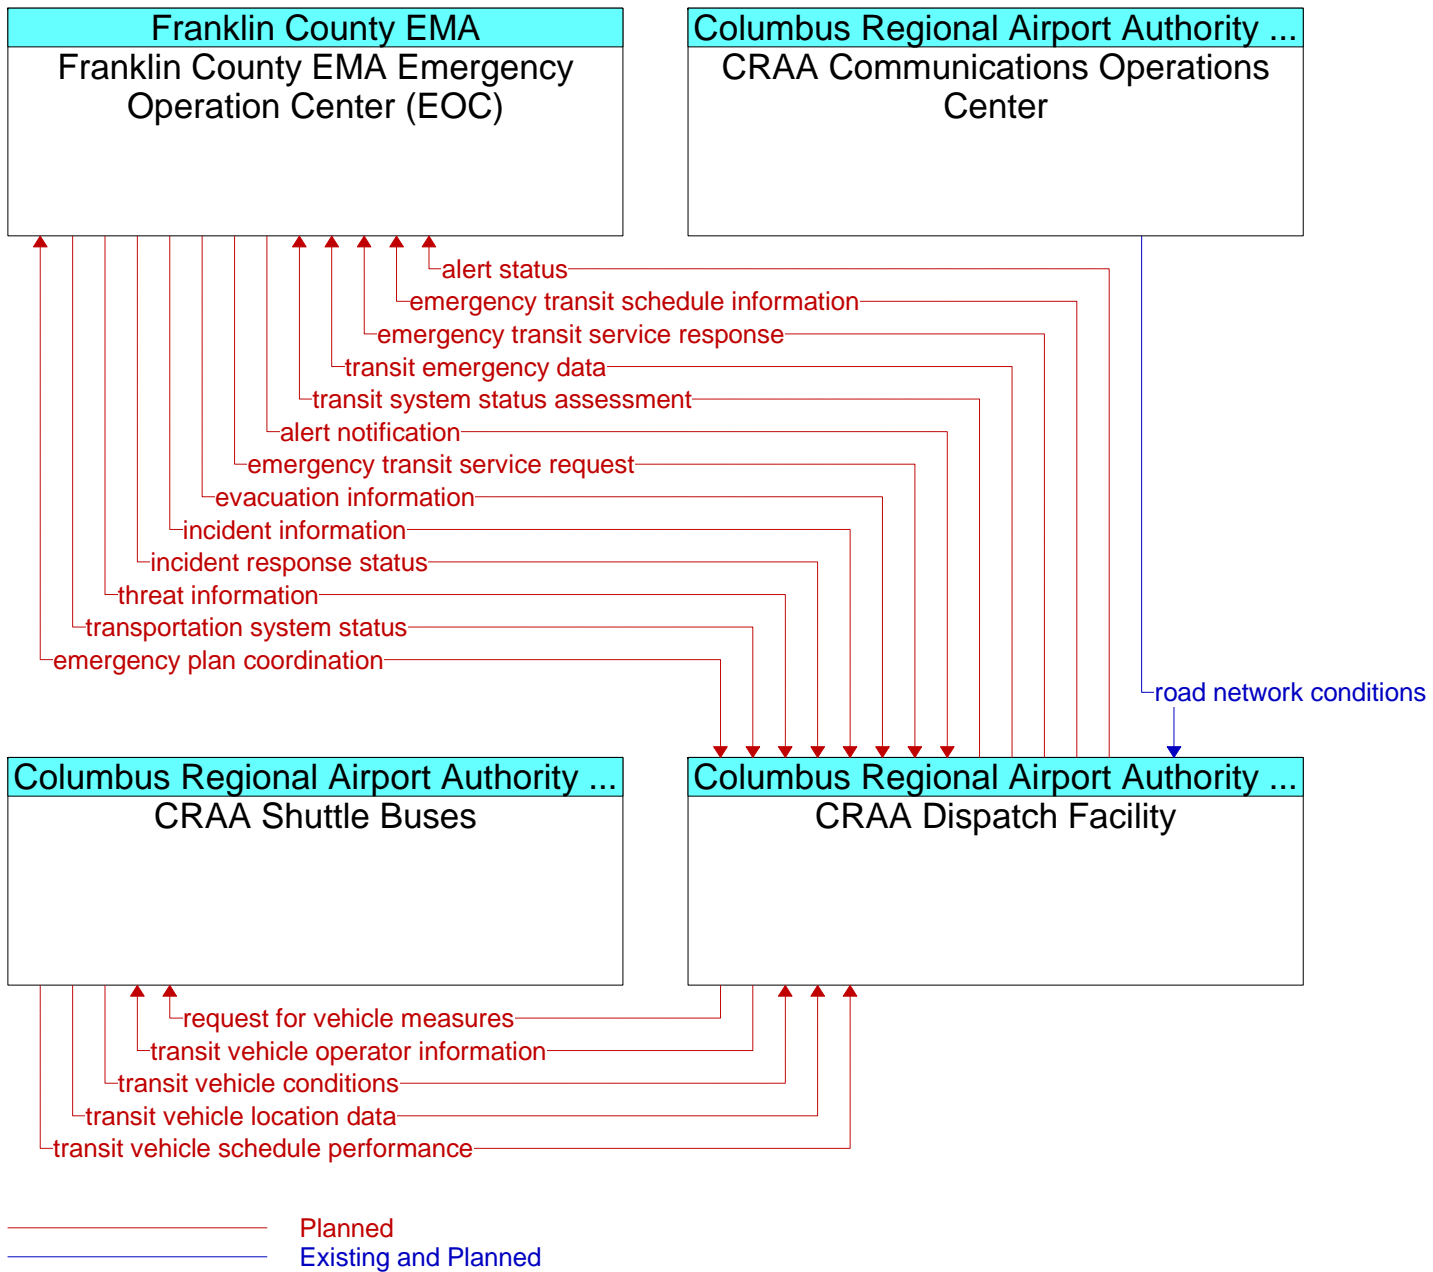 Franklin County EMA
Franklin County EMA Emergency
Operation Center (EOC)
Columbus Regional Airport Authority ...
CRAA Communications Operations
Center
alert status
emergency transit schedule information
emergency transit service response
transit emergency data
transit system status assessment
alert notification
emergency transit service request
evacuation information
incident information
incident response status
threat information
transportation system status
emergency plan coordination
road network conditions
Columbus Regional Airport Authority ...
CRAA Shuttle Buses
Columbus Regional Airport Authority ...
CRAA Dispatch Facility
request for vehicle measures
transit vehicle operator information
transit vehicle conditions
transit vehicle location data
transit vehicle schedule performance
Planned
Existing and Planned